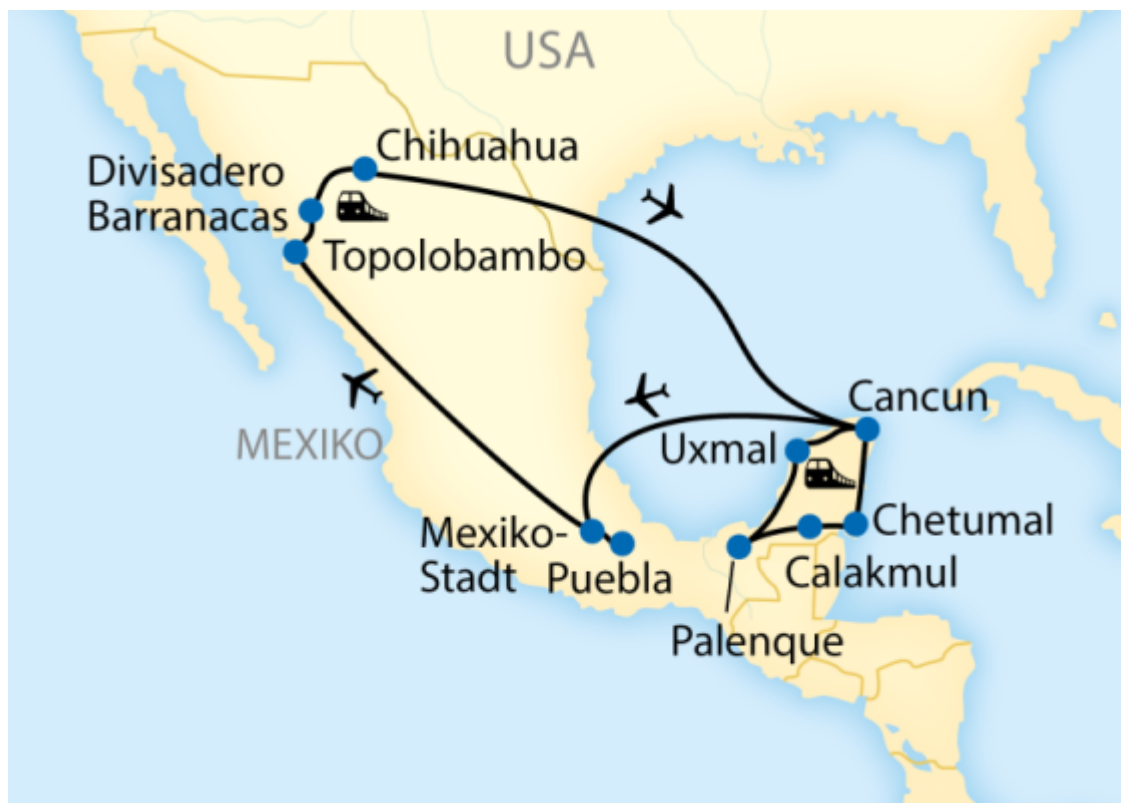 USA
Chihuahua
Divisadero
Barranacas
Topolobambo
MEXIKO
Cancun
Uxmal
Mexiko-
Stadt
Puebla
Chetumal
Calakmul
Palenque